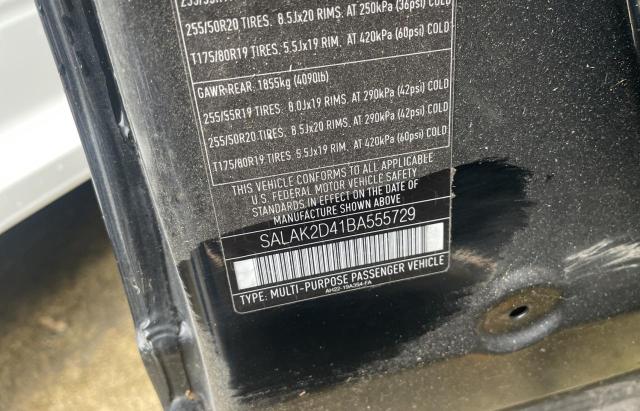 255/50R20 TIRES. 8.5Jx20 RIMS. AT 250kPa (36psi) COLD
T175/80R19 TIRES. 5.5Jx19 RIM. AT 420kPa (60psi) COLD
GAWR-REAR: 1855kg (4090lb)
255/55R19 TIRES. 8.0Jx19 RIMS. AT 290kPa (42psi) COLD
255/50R20 TIRES. 8.5Jx20 RIMS. AT 290kPa (42psi) COLD
T175/80R19 TIRES. 5.5Jx19 RIM. AT 420kPa (60psi) COLD
THIS VEHICLE CONFORMS TO ALL APPLICABLE
U.S. FEDERAL MOTOR VEHICLE SAFETY
STANDARDS IN EFFECT ON THE DATE OF
MANUFACTURE SHOWN ABOVE
SALAK2D41BA555729
TYPE: MULTI-PURPOSE PASSENGER VEHICLE
AH22-19A354-FA